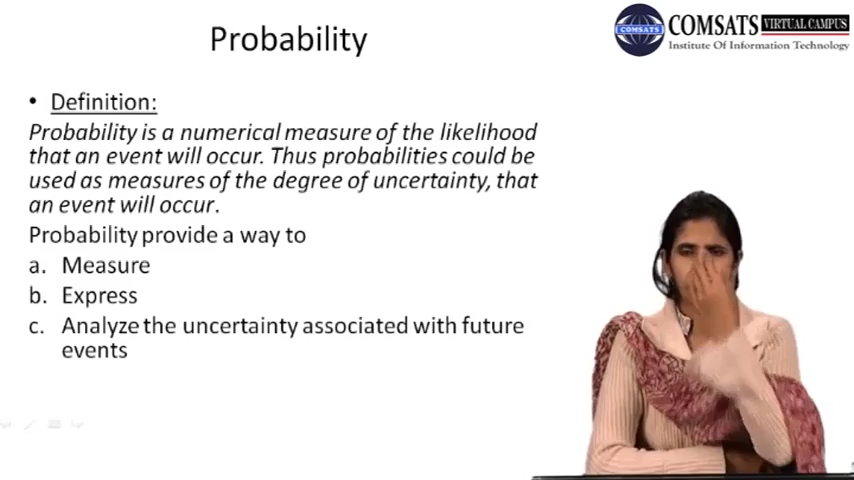 Probability
COMSATS VIRTUAL CAMPUS
Institute Of Information Technology
COMSATS
• Definition:
Probability is a numerical measure of the likelihood
that an event will occur. Thus probabilities could be
used as measures of the degree of uncertainty, that
an event will occur.
Probability provide a way to
a. Measure
b. Express
c. Analyze the uncertainty associated with future
events